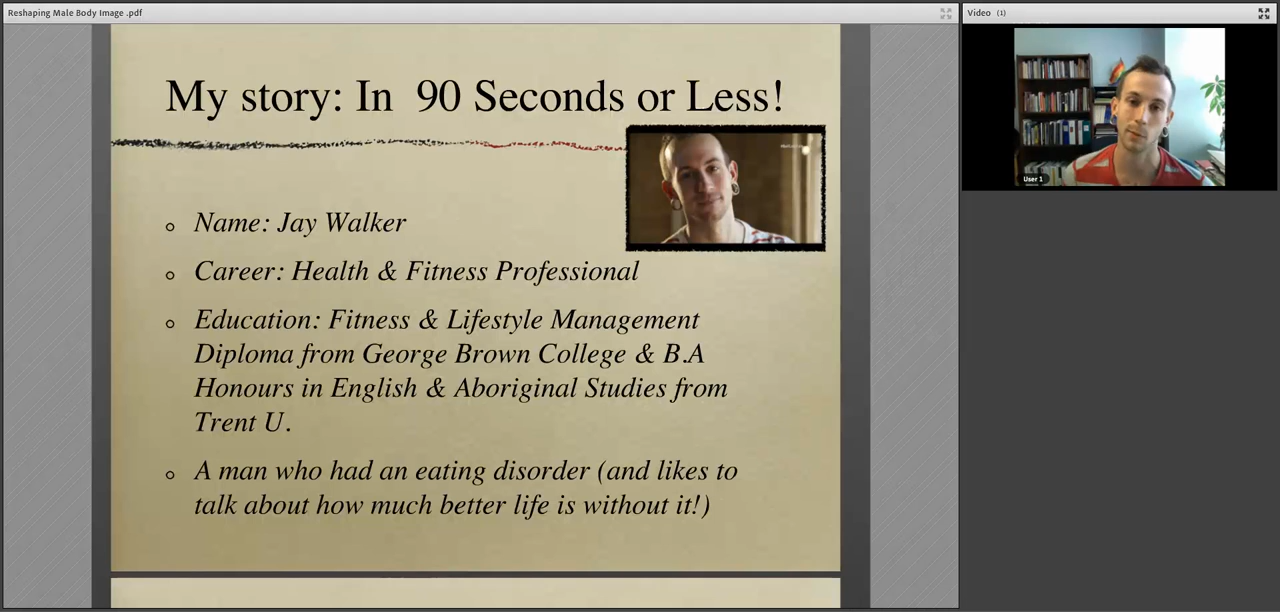 Reshaping Male Body Image .pdf
Video (1)
My story: In 90 Seconds or Less!
Name: Jay Walker
Career: Health & Fitness Professional
Education: Fitness & Lifestyle Management
Diploma from George Brown College & B.A
Honours in English & Aboriginal Studies from
Trent U.
A man who had an eating disorder (and likes to
talk about how much better life is without it!)
User 1